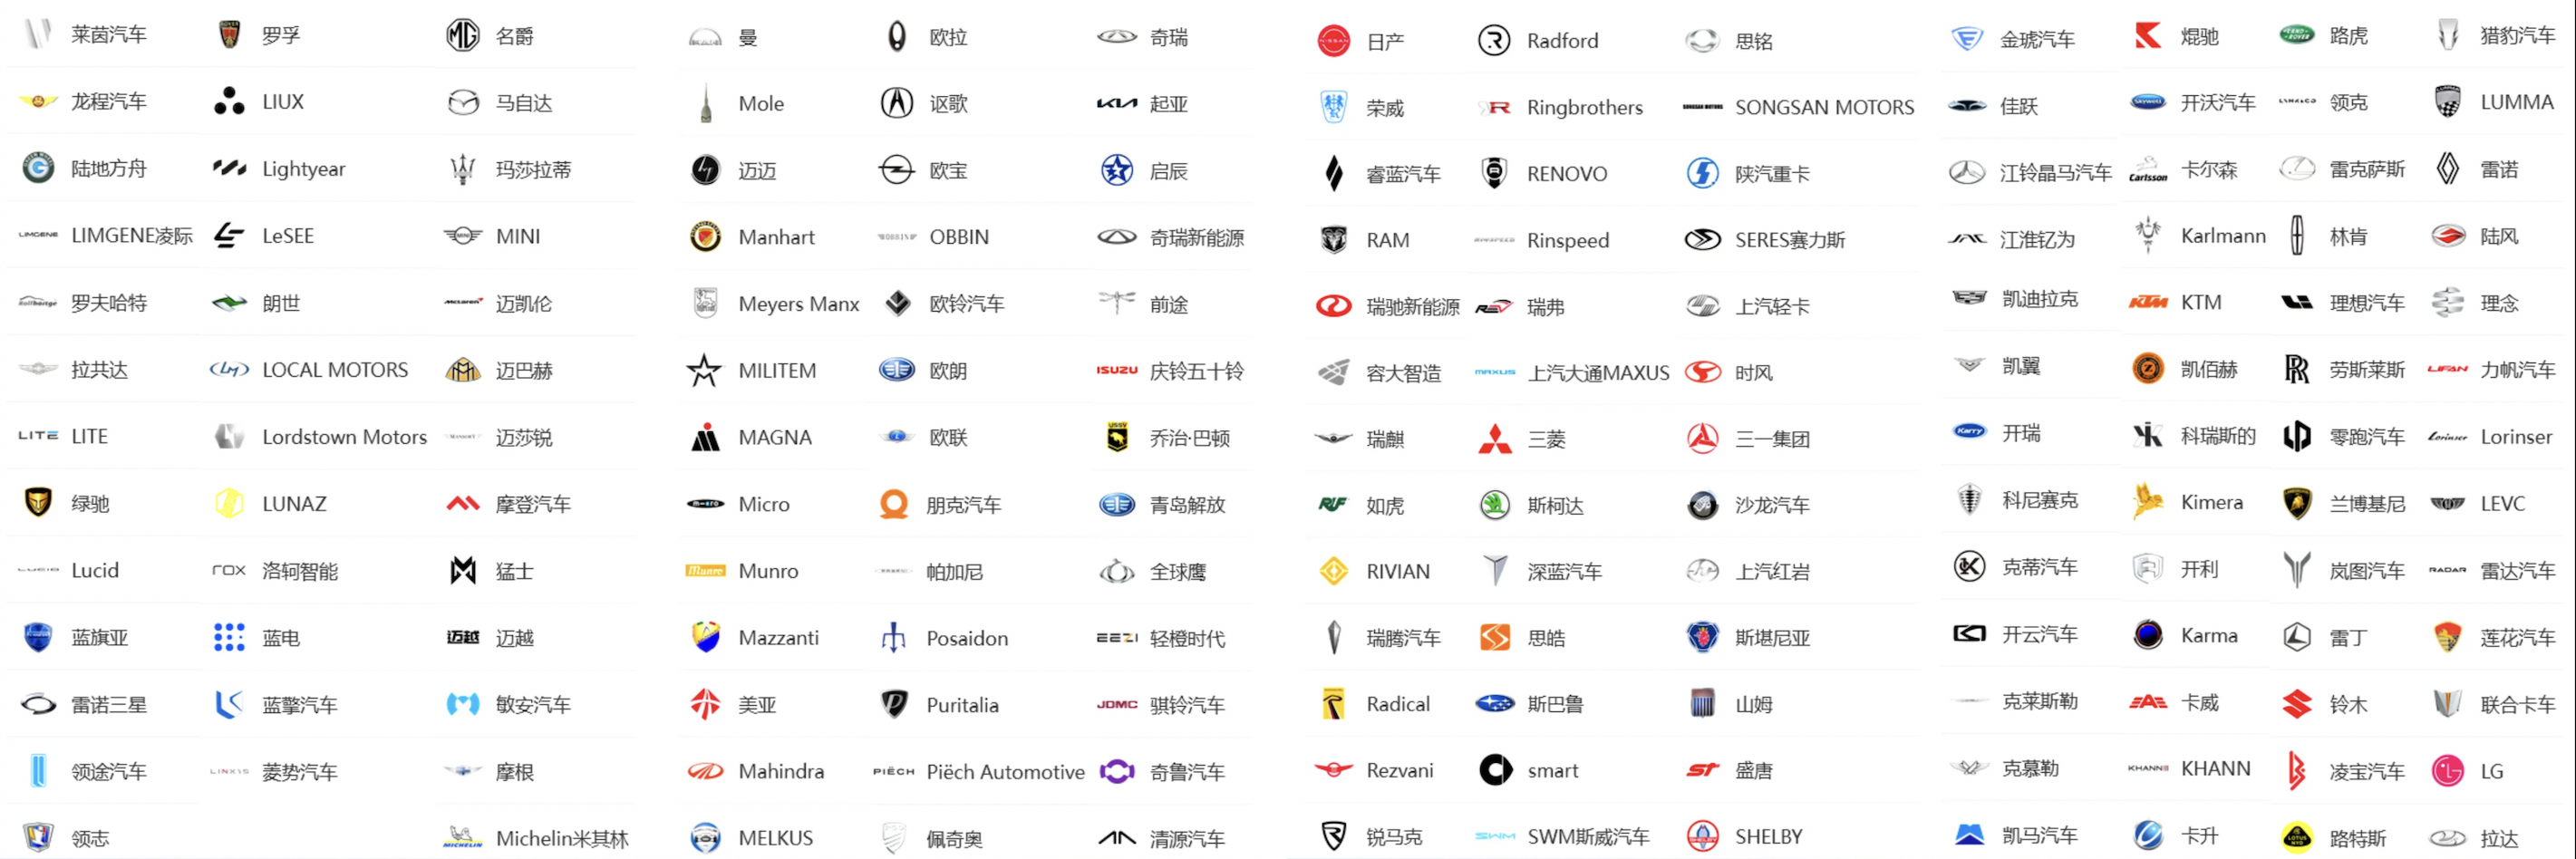 莱茵汽车 罗孚 名爵 曼 欧拉 奇瑞 日产 Radford 思铭 金琥汽车 焜驰 路虎 猎豹汽车
龙程汽车 LIUX 马自达 Mole 讴歌 起亚 荣威 Ringbrothers SONGSAN MOTORS 佳跃 开沃汽车 领克 LUMMA
陆地方舟 Lightyear 玛莎拉蒂 迈迈 欧宝 启辰 睿蓝汽车 RENOVO 陕汽重卡 江铃晶马汽车 卡尔森 雷克萨斯 雷诺
LIMGENE凌际 LeSEE MINI Manhart OBBIN 奇瑞新能源 RAM Rinspeed SERES赛力斯 江淮钇为 Karlmann 林肯 陆风
罗夫哈特 朗世 迈凯伦 Meyers Manx 欧铃汽车 前途 瑞驰新能源 瑞弗 上汽轻卡 凯迪拉克 KTM 理想汽车 理念
拉共达 LOCAL MOTORS 迈巴赫 MILITEM 欧朗 庆铃五十铃 容大智造 上汽大通MAXUS 时风 凯翼 凯佰赫 劳斯莱斯 力帆汽车
LITE Lordstown Motors 迈莎锐 MAGNA 欧联 乔治·巴顿 瑞麒 三菱 三一集团 开瑞 科瑞斯的 零跑汽车 Lorinser
绿驰 LUNAZ 摩登汽车 Micro 朋克汽车 青岛解放 如虎 斯柯达 沙龙汽车 科尼赛克 Kimera 兰博基尼 LEVC
Lucid 洛轲智能 猛士 Munro 帕加尼 全球鹰 RIVIAN 深蓝汽车 上汽红岩 克蒂汽车 开利 岚图汽车 雷达汽车
蓝旗亚 蓝电 迈越 Mazzanti Posaidon 轻橙时代 瑞腾汽车 思皓 斯堪尼亚 开云汽车 Karma 雷丁 莲花汽车
雷诺三星 蓝擎汽车 敏安汽车 美亚 Puritalia 骐铃汽车 Radical 斯巴鲁 山姆 克莱斯勒 卡威 铃木 联合卡车
领途汽车 菱势汽车 摩根 Mahindra Piëch Automotive 奇鲁汽车 Rezvani smart 盛唐 克慕勒 KHANN 凌宝汽车 LG
领志 Michelin米其林 MELKUS 佩奇奥 清源汽车 锐马克 SWM斯威汽车 SHELBY 凯马汽车 卡升 路特斯 拉达